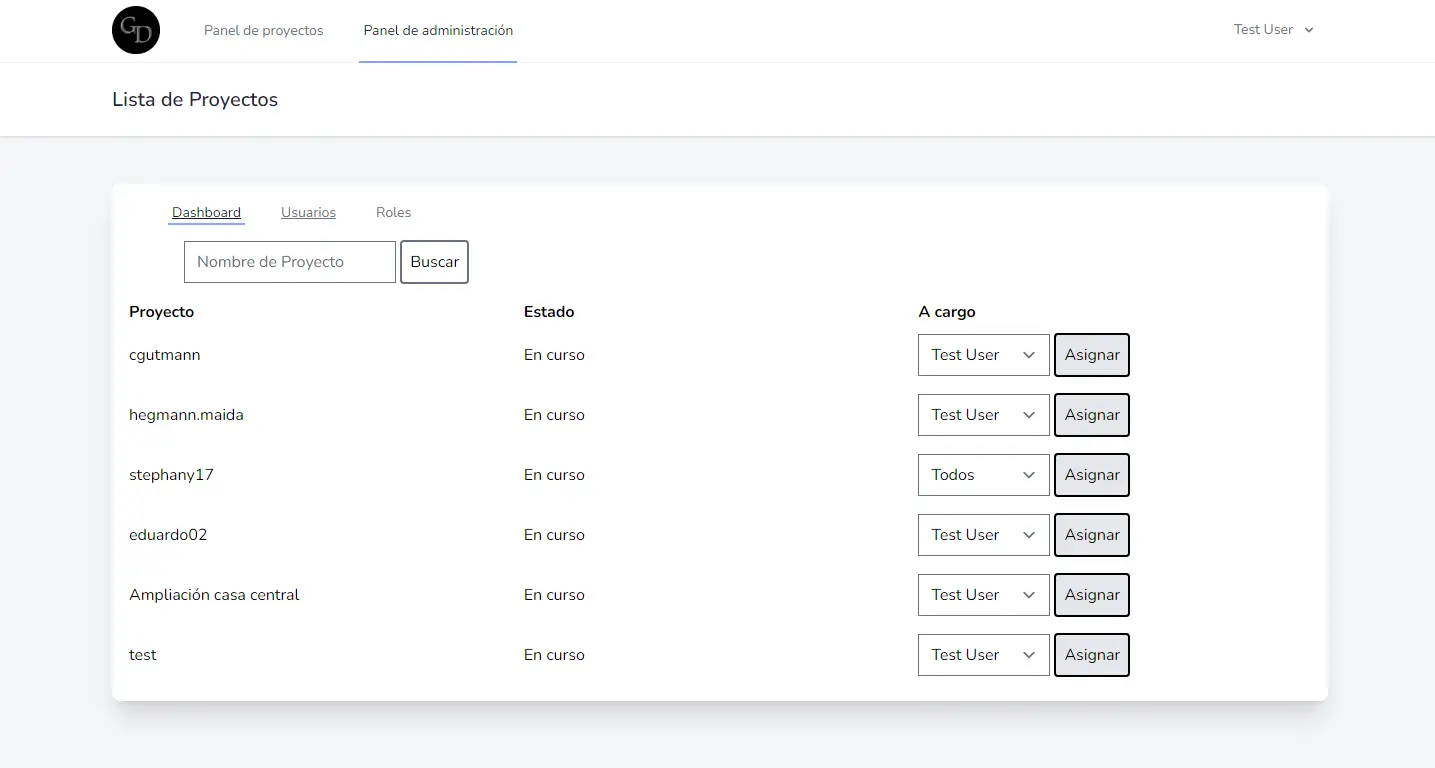 GD Panel de proyectos Panel de administración Test User
Lista de Proyectos
Dashboard Usuarios Roles
Nombre de Proyecto Buscar
Proyecto Estado A cargo
cgutmann En curso Test User Asignar
hegmann.maida En curso Test User Asignar
stephany17 En curso Todos Asignar
eduardo02 En curso Test User Asignar
Ampliación casa central En curso Test User Asignar
test En curso Test User Asignar